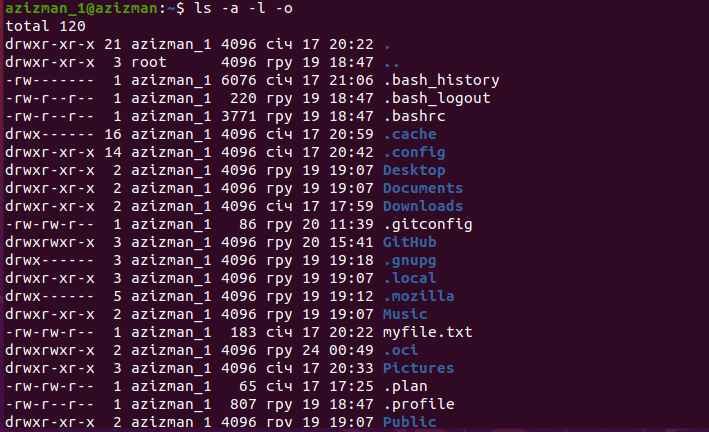 azizman_1@azizman:~$ ls -a -l -o
total 120
drwxr-xr-x 21 azizman_1 4096 січ 17 20:22 .
drwxr-xr-x  3 root      4096 гру 19 18:47 ..
-rw-------  1 azizman_1 6076 січ 17 21:06 .bash_history
-rw-r--r--  1 azizman_1  220 гру 19 18:47 .bash_logout
-rw-r--r--  1 azizman_1 3771 гру 19 18:47 .bashrc
drwx------ 16 azizman_1 4096 січ 17 20:59 .cache
drwxr-xr-x 14 azizman_1 4096 січ 17 20:42 .config
drwxr-xr-x  2 azizman_1 4096 гру 19 19:07 Desktop
drwxr-xr-x  2 azizman_1 4096 гру 19 19:07 Documents
drwxr-xr-x  2 azizman_1 4096 січ 17 17:59 Downloads
-rw-rw-r--  1 azizman_1   86 гру 20 11:39 .gitconfig
drwxrwxr-x  3 azizman_1 4096 гру 20 15:41 GitHub
drwx------  3 azizman_1 4096 гру 19 19:18 .gnupg
drwxr-xr-x  3 azizman_1 4096 гру 19 19:07 .local
drwx------  5 azizman_1 4096 гру 19 19:12 .mozilla
drwxr-xr-x  2 azizman_1 4096 гру 19 19:07 Music
-rw-rw-r--  1 azizman_1  183 січ 17 20:22 myfile.txt
drwxrwxr-x  2 azizman_1 4096 гру 24 00:49 .oci
drwxr-xr-x  3 azizman_1 4096 січ 17 20:33 Pictures
-rw-rw-r--  1 azizman_1   65 січ 17 17:25 .plan
-rw-r--r--  1 azizman_1  807 гру 19 18:47 .profile
drwxr-xr-x  2 azizman_1 4096 гру 19 19:07 Public